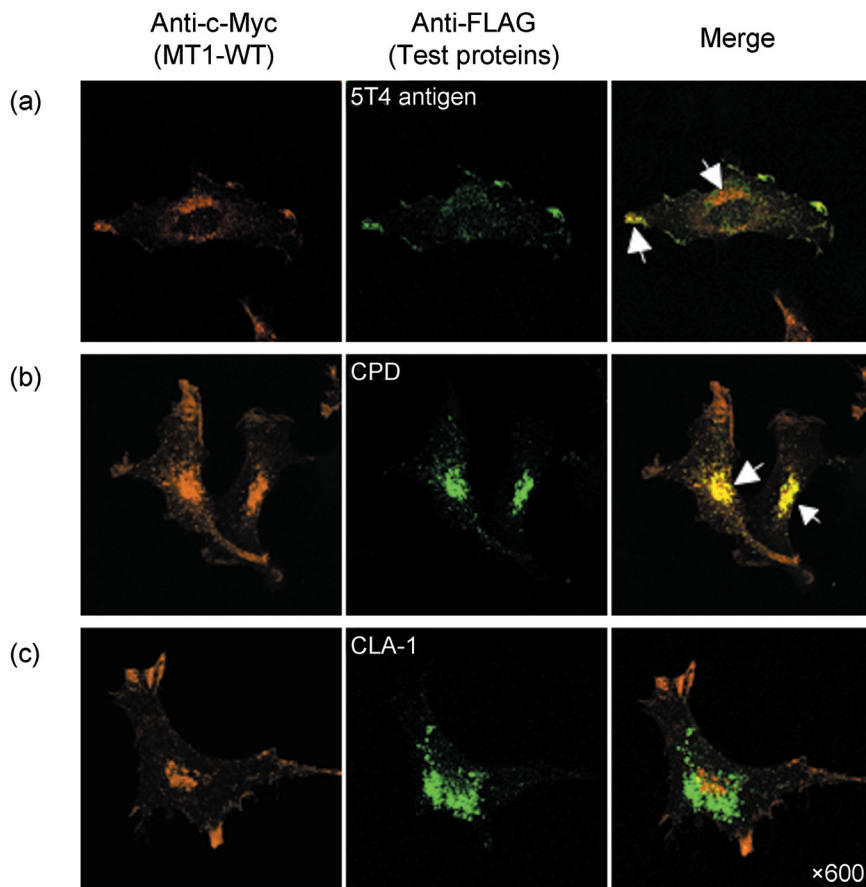 Anti-c-Myc
(MT1-WT)
Anti-FLAG
(Test proteins)
Merge
(a)
5T4 antigen
(b)
CPD
(c)
CLA-1
×600